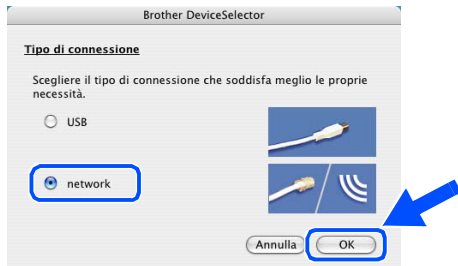 Brother DeviceSelector
Tipo di connessione
Scegliere il tipo di connessione che soddisfa meglio le proprie
necessità.
USB
network
Annulla OK